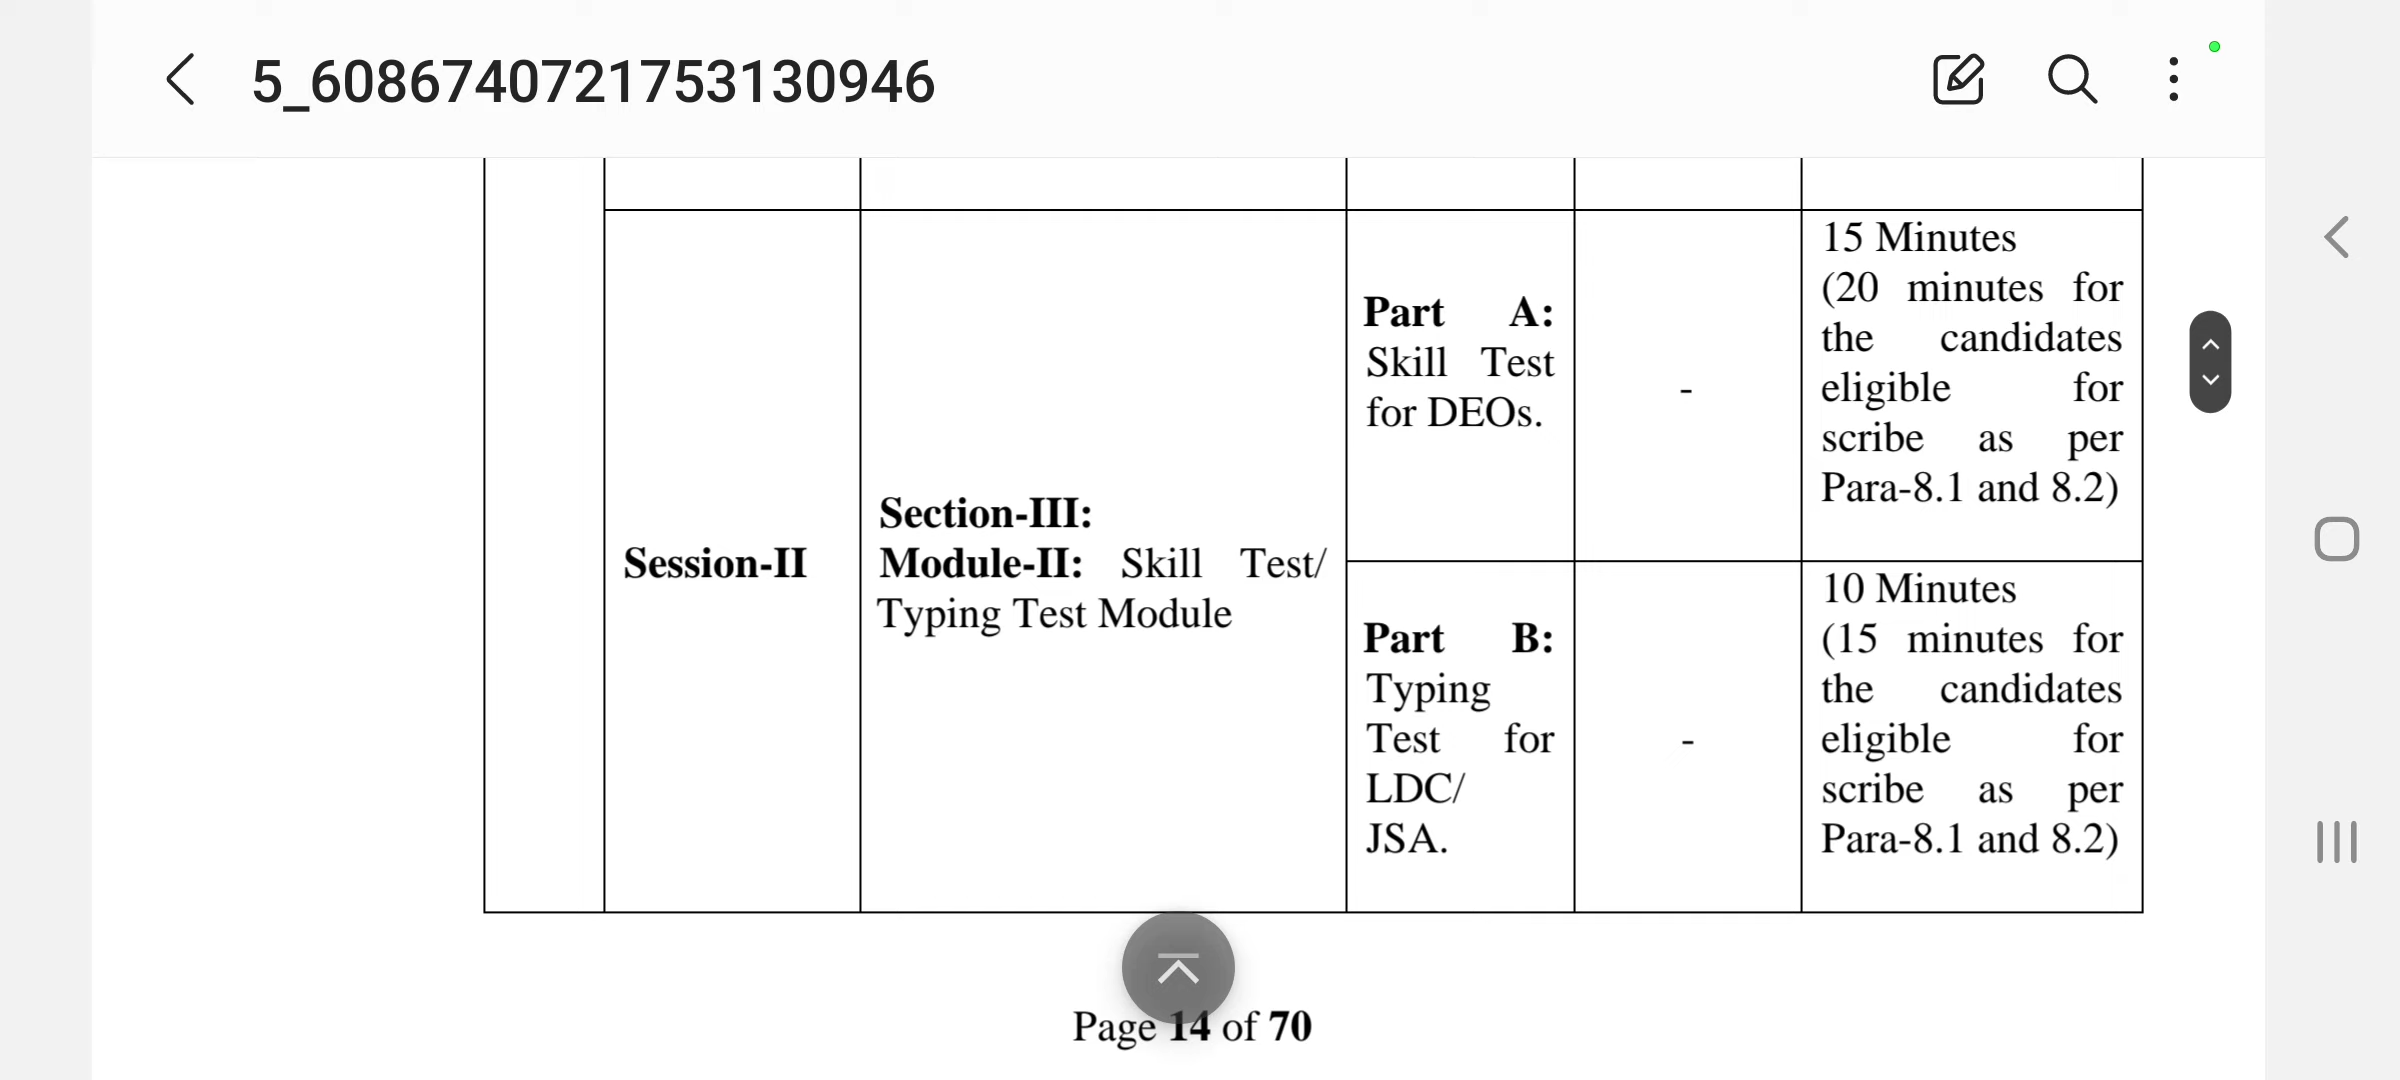 5_6086740721753130946
Session-II
Section-III:
Module-II: Skill Test/
Typing Test Module
Part A:
Skill Test
for DEOs.
-
15 Minutes
(20 minutes for
the candidates
eligible for
scribe as per
Para-8.1 and 8.2)
Part B:
Typing
Test for
LDC/
JSA.
-
10 Minutes
(15 minutes for
the candidates
eligible for
scribe as per
Para-8.1 and 8.2)
Page 14 of 70